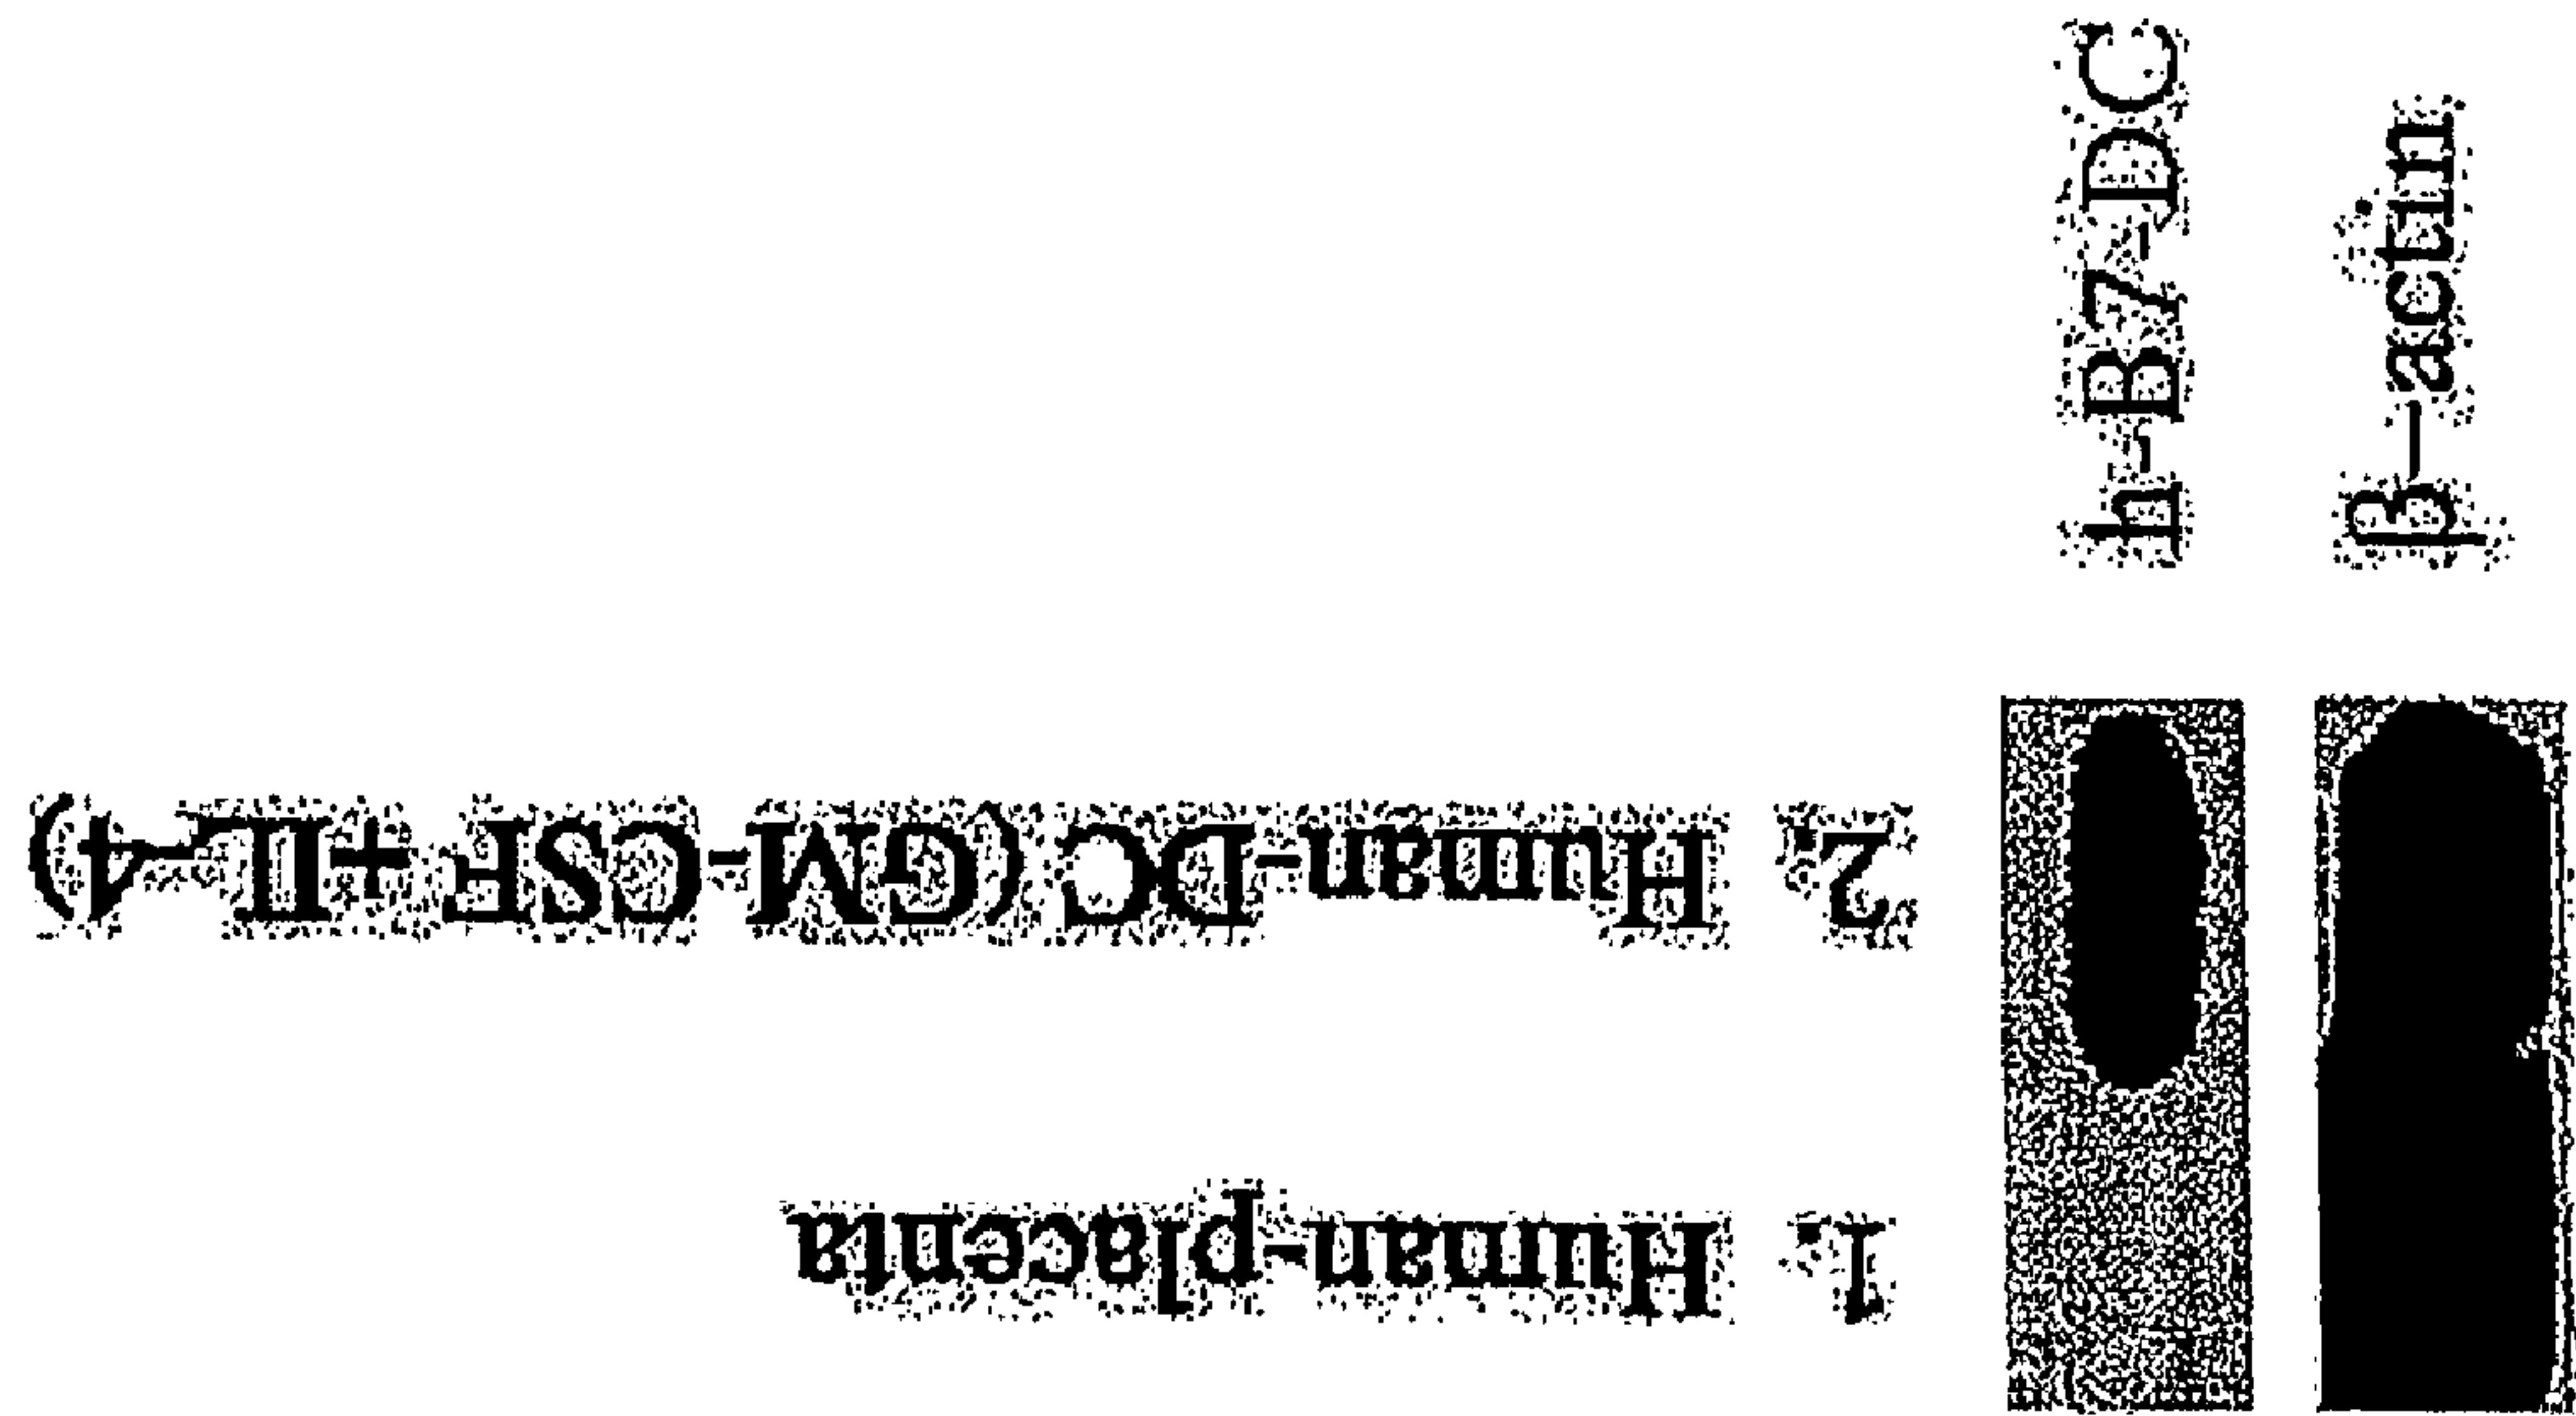 1. Human-placenta
2. Human-DC (GM-CSF +IL-4)
h-B7-DC
β-actin